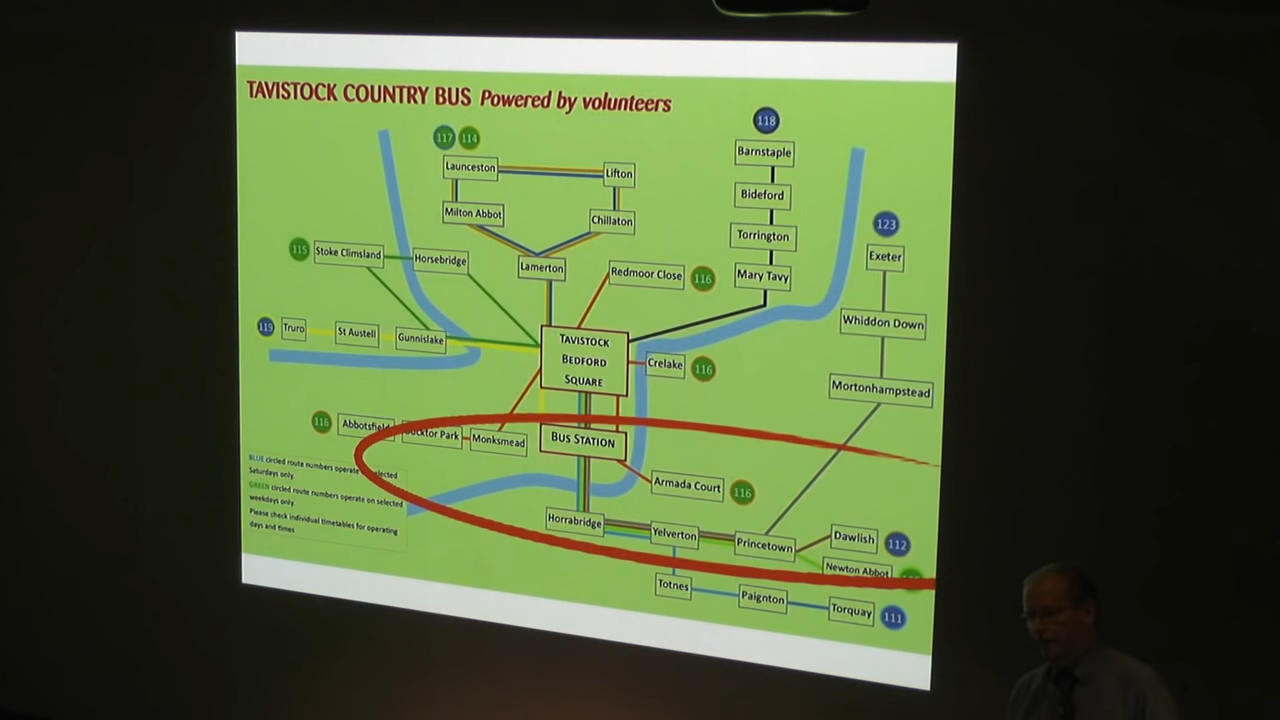 TAVISTOCK COUNTRY BUS Powered by volunteers
118
117 114
Barnstaple
Launceston
Lifton
Bideford
Milton Abbot
Chillaton
123
Torrington
115
Stoke Climsland
Horsebridge
Exeter
Lamerton
Redmoor Close
116
Mary Tavy
119
Truro
St Austell
Gunnislake
Whiddon Down
TAVISTOCK
BEDFORD
SQUARE
Crelake
116
Mortonhampstead
116
Abbotsfield
Park
Monksmead
BUS STATION
BLUE circled route numbers operate selected
Saturdays only.
GREEN circled route numbers operate on selected
weekdays only.
Please check individual timetables for operating
days and times
Armada Court
116
Horrabridge
Yelverton
Princetown
Dawlish
112
Newton Abbot
Totnes
Paignton
Torquay
111